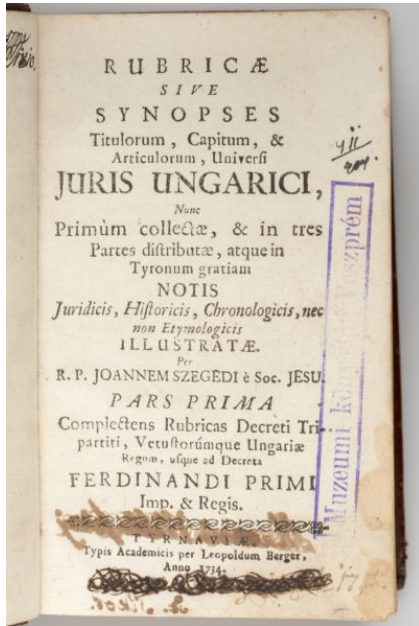 RUBRICÆ
SIVE
SYNOPSES
Titulorum, Capitum, &
Articulorum, Universi
JURIS UNGARICI,
Nunc
Primùm collectæ, & in tres
Partes distributæ, atque in
Tyronum gratiam
NOTIS
Juridicis, Historicis, Chronologicis, nec
non Etymologicis
ILLUSTRATÆ.
Per
R. P. JOANNEM SZEGEDI è Soc. JESU.
PARS PRIMA
Complectens Rubricas Decreti Tri-
partiti, Vetustorúmque Ungariæ
Regum, usque ad Decreta
FERDINANDI PRIMI
Imp. & Regis.
TYRNAVIÆ,
Typis Academicis per Leopoldum Berger,
Anno 1734.
Múzeumi Veszprém